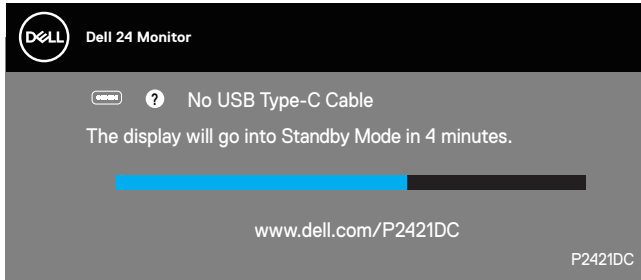 DELL
Dell 24 Monitor
? No USB Type-C Cable
The display will go into Standby Mode in 4 minutes.
www.dell.com/P2421DC
P2421DC